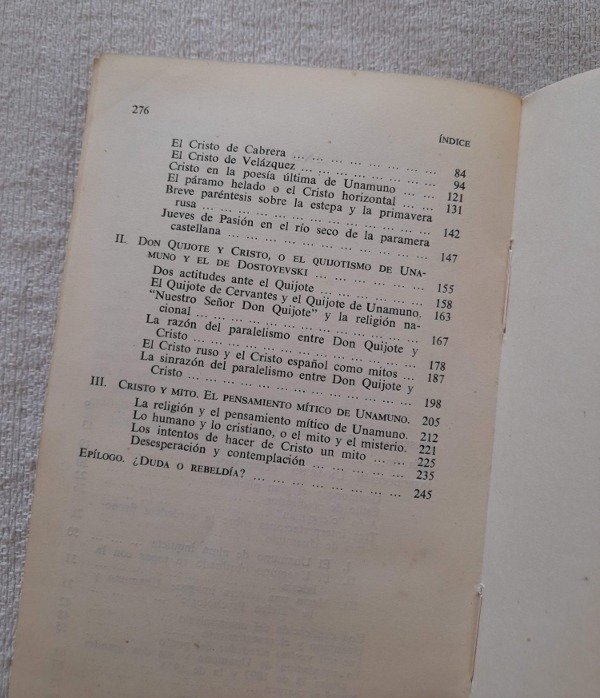 276
ÍNDICE
El Cristo de Cabrera ... ... ... ... ... ... ... ... 84
El Cristo de Velázquez ... ... ... ... ... ... ... 94
Cristo en la poesía última de Unamuno ... ... ... 121
El páramo helado o el Cristo horizontal ... ... ... 131
Breve paréntesis sobre la estepa y la primavera
rusa ... ... ... ... ... ... ... ... ... ... ... 142
Jueves de Pasión en el río seco de la paramera
castellana ... ... ... ... ... ... ... ... ... 147
II. DON QUIJOTE Y CRISTO, O EL QUIJOTISMO DE UNA-
MUNO Y EL DE DOSTOYEVSKI ... ... ... ... ... ... 155
Dos actitudes ante el Quijote ... ... ... ... ... 158
El Quijote de Cervantes y el Quijote de Unamuno. 163
"Nuestro Señor Don Quijote" y la religión na-
cional ... ... ... ... ... ... ... ... ... ... 167
La razón del paralelismo entre Don Quijote y
Cristo ... ... ... ... ... ... ... ... ... ... 178
El Cristo ruso y el Cristo español como mitos ... 187
La sinrazón del paralelismo entre Don Quijote y
Cristo ... ... ... ... ... ... ... ... ... ... 198
III. CRISTO Y MITO. EL PENSAMIENTO MÍTICO DE UNAMUNO. 205
La religión y el pensamiento mítico de Unamuno. 212
Lo humano y lo cristiano, o el mito y el misterio. 221
Los intentos de hacer de Cristo un mito ... ... ... 225
Desesperación y contemplación ... ... ... ... ... 235
EPÍLOGO. ¿DUDA O REBELDÍA? ... ... ... ... ... ... ... 245